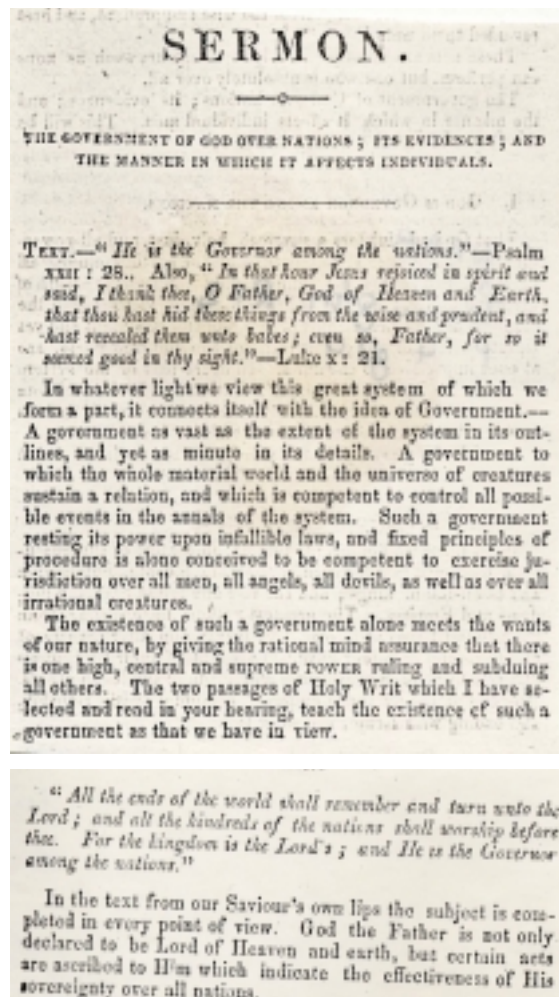 SERMON.
THE GOVERNMENT OF GOD OVER NATIONS; ITS EVIDENCES; AND
THE MANNER IN WHICH IT AFFECTS INDIVIDUALS.
TEXT.—"He is the Governor among the nations."—Psalm
xxii: 28.. Also, "In that hour Jesus rejoiced in spirit and
said, I thank thee, O Father, God of Heaven and Earth,
that thou hast hid these things from the wise and prudent, and
hast revealed them unto babes; even so, Father, for so it
seemed good in thy sight."—Luke x: 21.
In whatever light we view this great system of which we
form a part, it connects itself with the idea of Government.—
A government as vast as the extent of the system in its out-
lines, and yet as minute in its details. A government to
which the whole material world and the universe of creatures
sustain a relation, and which is competent to control all possi-
ble events in the annals of the system. Such a government
resting its power upon infallible laws, and fixed principles of
procedure is alone conceived to be competent to exercise ju-
risdiction over all men, all angels, all devils, as well as over all
irrational creatures.
The existence of such a government alone meets the wants
of our nature, by giving the rational mind assurance that there
is one high, central and supreme POWER ruling and subduing
all others. The two passages of Holy Writ which I have se-
lected and read in your hearing, teach the existence of such a
government as that we have in view.
"All the ends of the world shall remember and turn unto the
Lord; and all the kindreds of the nations shall worship before
thee. For the kingdom is the Lord's; and He is the Governor
among the nations."
In the text from our Saviour's own lips the subject is com-
pleted in every point of view. God the Father is not only
declared to be Lord of Heaven and earth, but certain acts
are ascribed to Him which indicate the effectiveness of His
sovereignty over all nations.